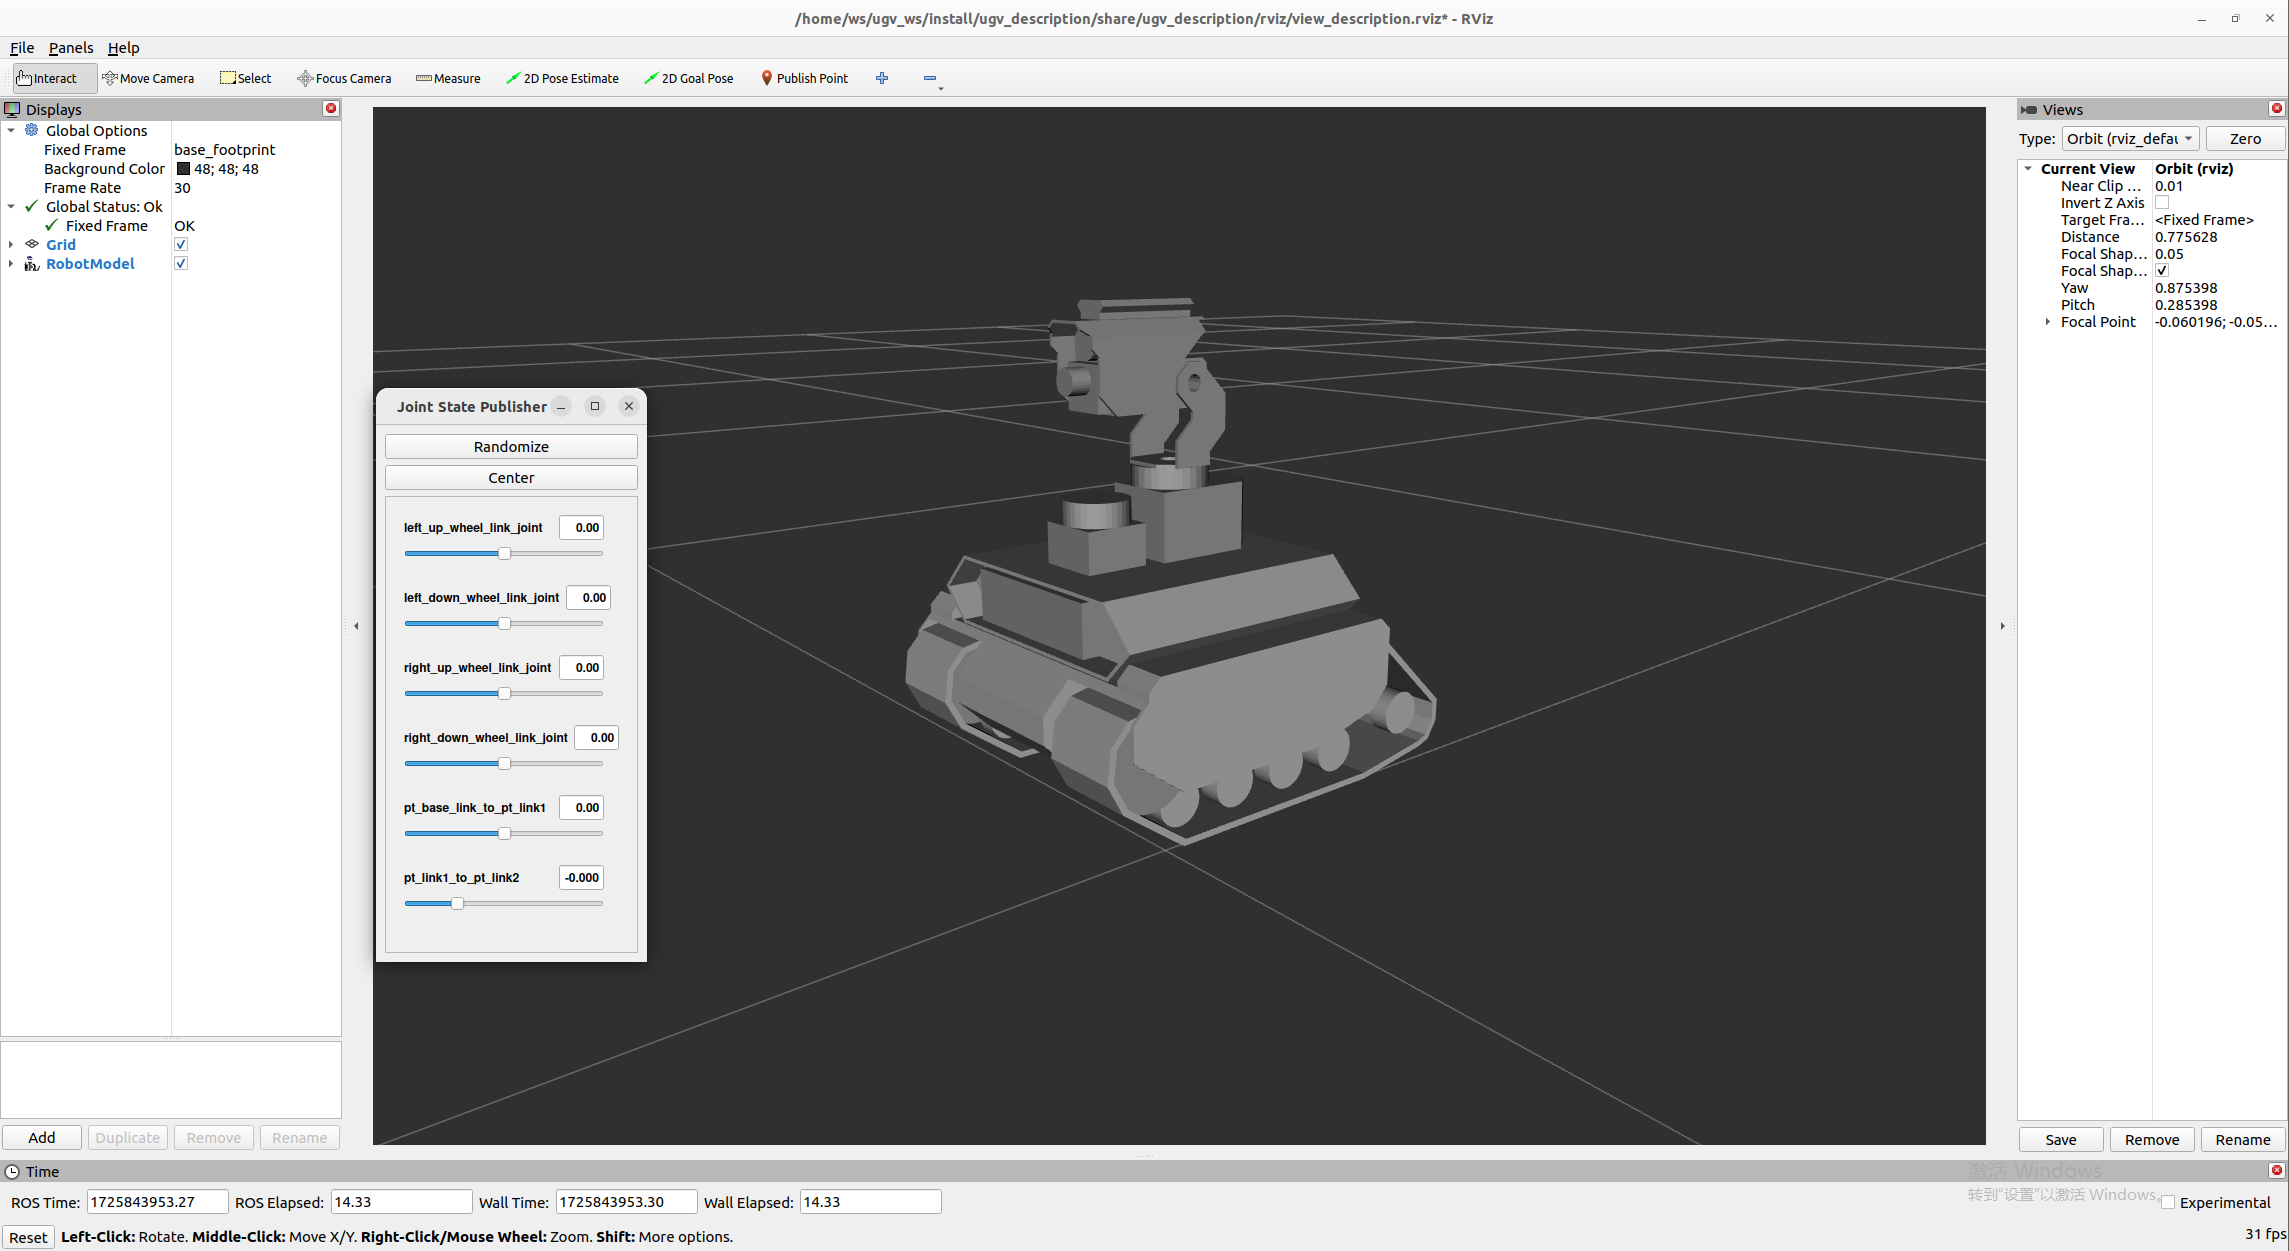 /home/ws/ugv_ws/install/ugv_description/share/ugv_description/rviz/view_description.rviz* - RViz
File Panels Help
Interact Move Camera Select Focus Camera Measure 2D Pose Estimate 2D Goal Pose Publish Point
Displays
Global Options
Fixed Frame base_footprint
Background Color 48; 48; 48
Frame Rate 30
Global Status: Ok
Fixed Frame OK
Grid
RobotModel
Add Duplicate Remove Rename
Joint State Publisher
Randomize
Center
left_up_wheel_link_joint 0.00
left_down_wheel_link_joint 0.00
right_up_wheel_link_joint 0.00
right_down_wheel_link_joint 0.00
pt_base_link_to_pt_link1 0.00
pt_link1_to_pt_link2 -0.000
Views
Type: Orbit (rviz_defau Zero
Current View Orbit (rviz)
Near Clip ... 0.01
Invert Z Axis
Target Fra... <Fixed Frame>
Distance 0.775628
Focal Shap... 0.05
Focal Shap...
Yaw 0.875398
Pitch 0.285398
Focal Point -0.060196; -0.05...
Save Remove Rename
Time
激活 Windows
转到"设置"以激活 Windows。
ROS Time: 1725843953.27 ROS Elapsed: 14.33 Wall Time: 1725843953.30 Wall Elapsed: 14.33 Experimental
Reset Left-Click: Rotate. Middle-Click: Move X/Y. Right-Click/Mouse Wheel: Zoom. Shift: More options. 31 fps